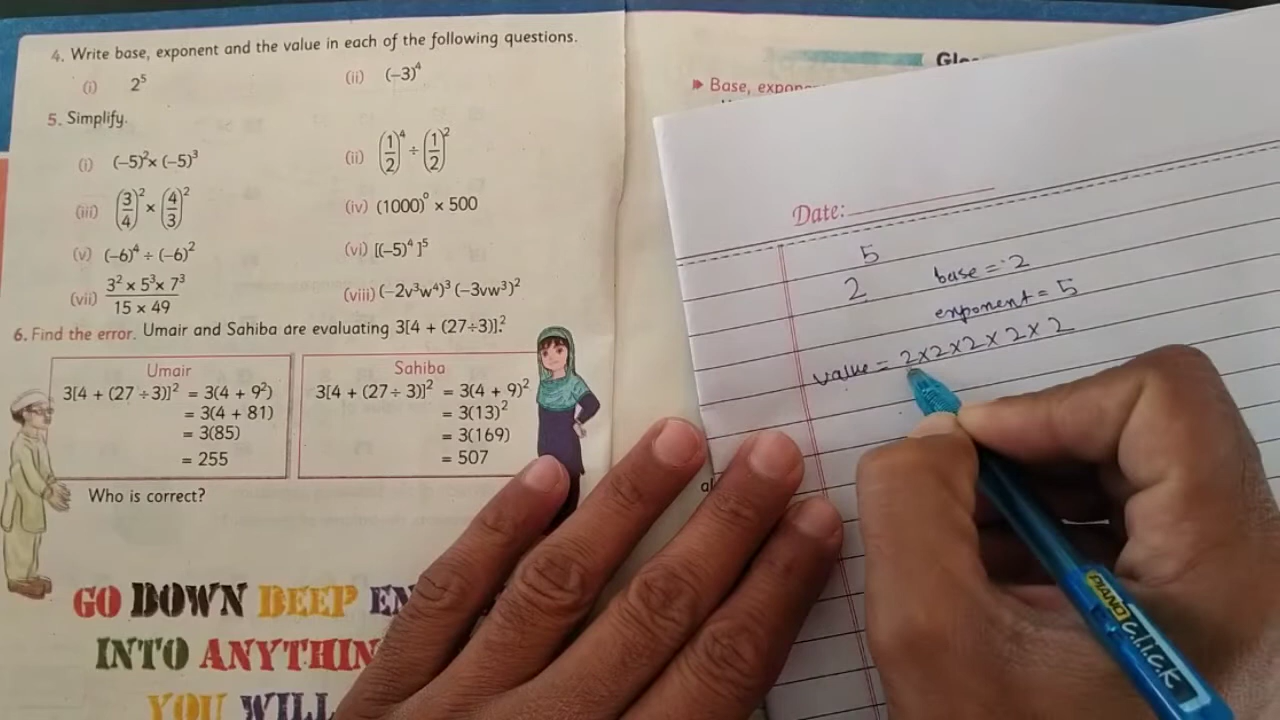 4. Write base, exponent and the value in each of the following questions.
(i) 2⁵ (ii) (−3)⁴
5. Simplify.
(i) (−5)²× (−5)³ (ii) (1/2)⁴ ÷ (1/2)²
(iii) (3/4)² × (4/3)² (iv) (1000)⁰ × 500
(v) (−6)⁴ ÷ (−6)² (vi) [(−5)⁴ ]⁵
(vii) 3² × 5³× 7³ / 15 × 49 (viii) (−2v³w⁴)³ (−3vw³)²
6. Find the error. Umair and Sahiba are evaluating 3[4 + (27÷3)]².
Umair
3[4 + (27 ÷3)]² = 3(4 + 9²)
= 3(4 + 81)
= 3(85)
= 255
Sahiba
3[4 + (27 ÷ 3)]² = 3(4 + 9)²
= 3(13)²
= 3(169)
= 507
Who is correct?
GO DOWN DEEP
INTO
YOU WILL
Base,
Date:
2⁵ base = 2
exponent = 5
value = 2×2×2×2×2
PIANO
CLICK